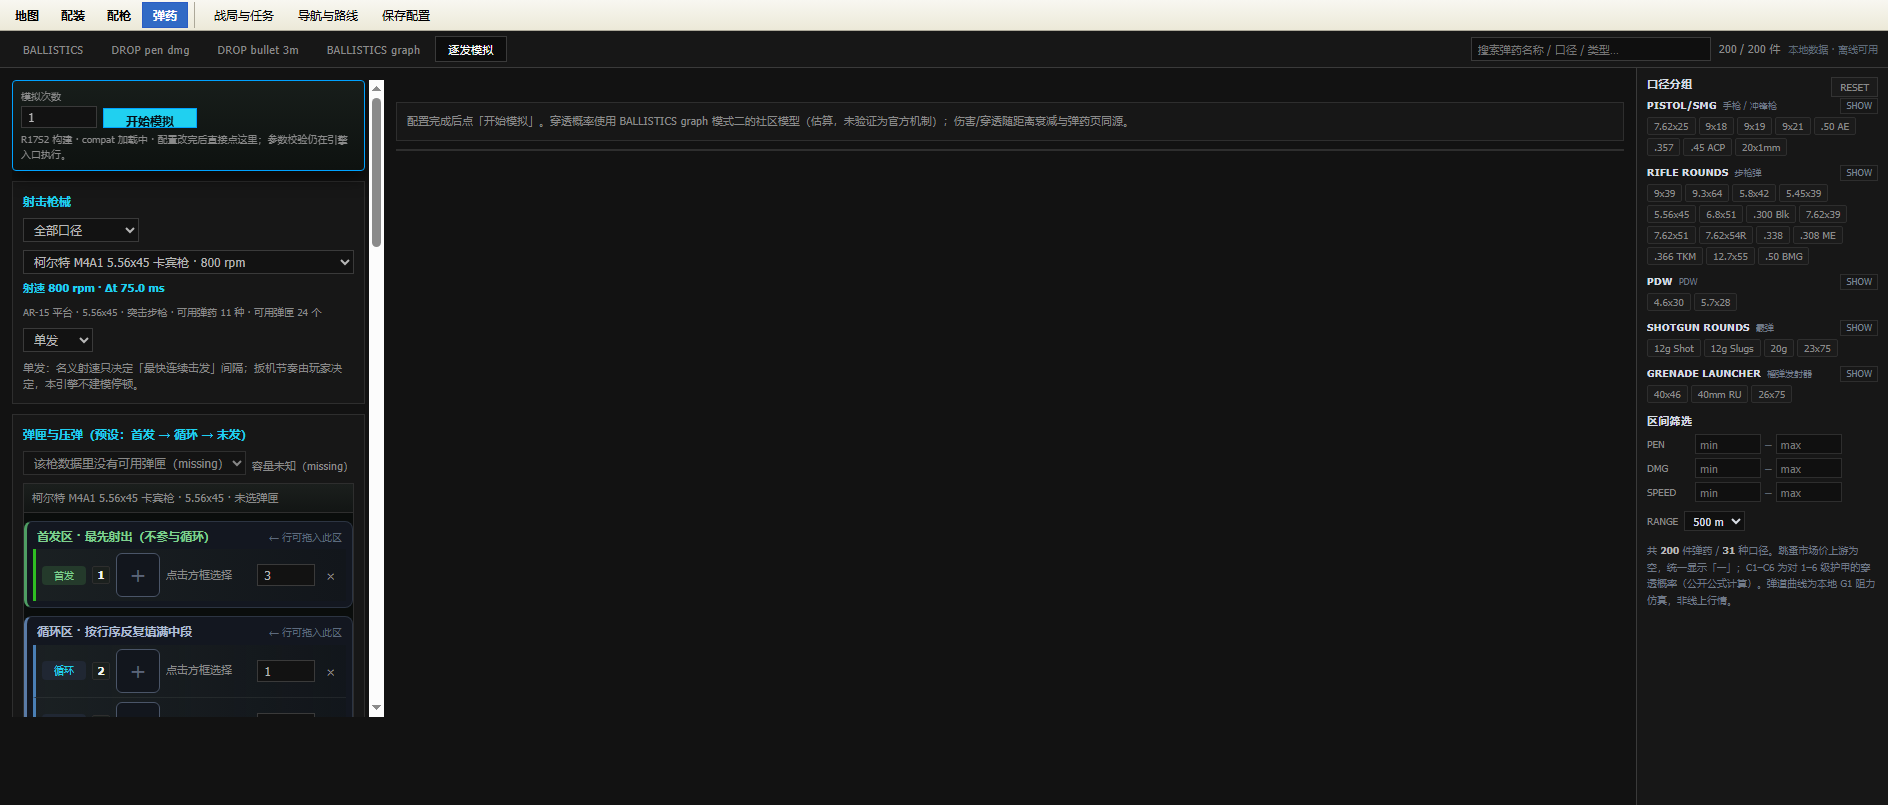 地图 配装 配枪 弹药 战局与任务 导航与路线 保存配置
BALLISTICS DROP pen dmg DROP bullet 3m BALLISTICS graph 逐发模拟
搜索弹药名称 / 口径 / 类型... 200 / 200 件 本地数据 · 离线可用
模拟次数
1 开始模拟
R1752 构建 · compat 加载中 · 配置改完后直接点这里；参数校验仍在引擎
入口执行。
射击枪械
全部口径
柯尔特 M4A1 5.56x45 卡宾枪 · 800 rpm
射速 800 rpm · Δt 75.0 ms
AR-15 平台 · 5.56x45 · 突击步枪 · 可用弹药 11 种 · 可用弹匣 24 个
单发
单发：名义射速只决定「最快连续击发」间隔；扳机节奏由玩家决
定，本引擎不建模停顿。
弹匣与压弹（预设：首发 → 循环 → 末发）
该枪数据里没有可用弹匣（missing） 容量未知（missing）
柯尔特 M4A1 5.56x45 卡宾枪 · 5.56x45 · 未选弹匣
首发区 · 最先射出（不参与循环） ← 行可拖入此区
首发 1 + 点击方框选择 3 ×
循环区 · 按行序反复填满中段 ← 行可拖入此区
循环 2 + 点击方框选择 1 ×
配置完成后点「开始模拟」。穿透概率使用 BALLISTICS graph 模式二的社区模型（估算，未验证为官方机制）；伤害/穿透随距离衰减与弹药页同源。
口径分组 RESET
PISTOL/SMG 手枪 / 冲锋枪 SHOW
7.62x25 9x18 9x19 9x21 .50 AE
.357 .45 ACP 20x1mm
RIFLE ROUNDS 步枪弹 SHOW
9x39 9.3x64 5.8x42 5.45x39
5.56x45 6.8x51 .300 Blk 7.62x39
7.62x51 7.62x54R .338 .308 ME
.366 TKM 12.7x55 .50 BMG
PDW PDW SHOW
4.6x30 5.7x28
SHOTGUN ROUNDS 霰弹 SHOW
12g Shot 12g Slugs 20g 23x75
GRENADE LAUNCHER 榴弹发射器 SHOW
40x46 40mm RU 26x75
区间筛选
PEN min — max
DMG min — max
SPEED min — max
RANGE 500 m
共 200 件弹药 / 31 种口径。跳蚤市场价上游为
空，统一显示「—」；C1–C6 为对 1–6 级护甲的穿
透概率（公开公式计算）。弹道曲线为本地 G1 阻力
仿真，非线上行情。